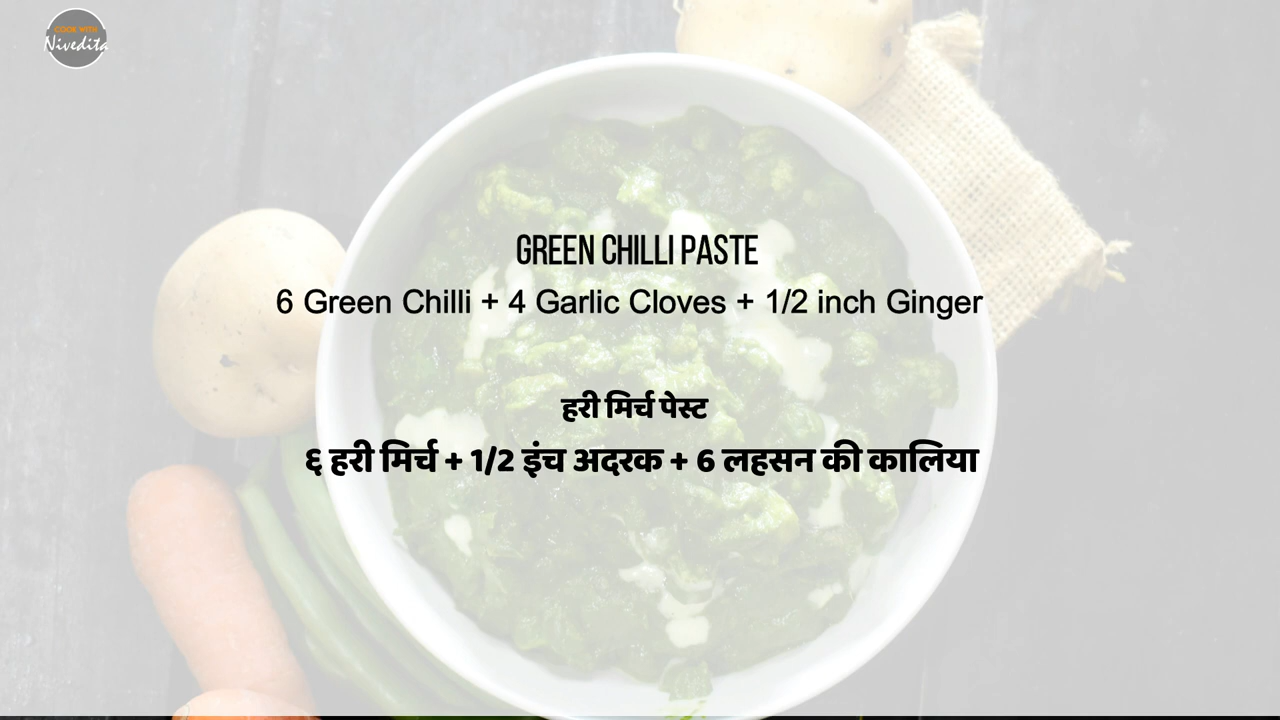 COOK WITH
Nivedita
GREEN CHILLI PASTE
6 Green Chilli + 4 Garlic Cloves + 1/2 inch Ginger
हरी मिर्च पेस्ट
६ हरी मिर्च + 1/2 इंच अदरक + 6 लहसन की कालिया